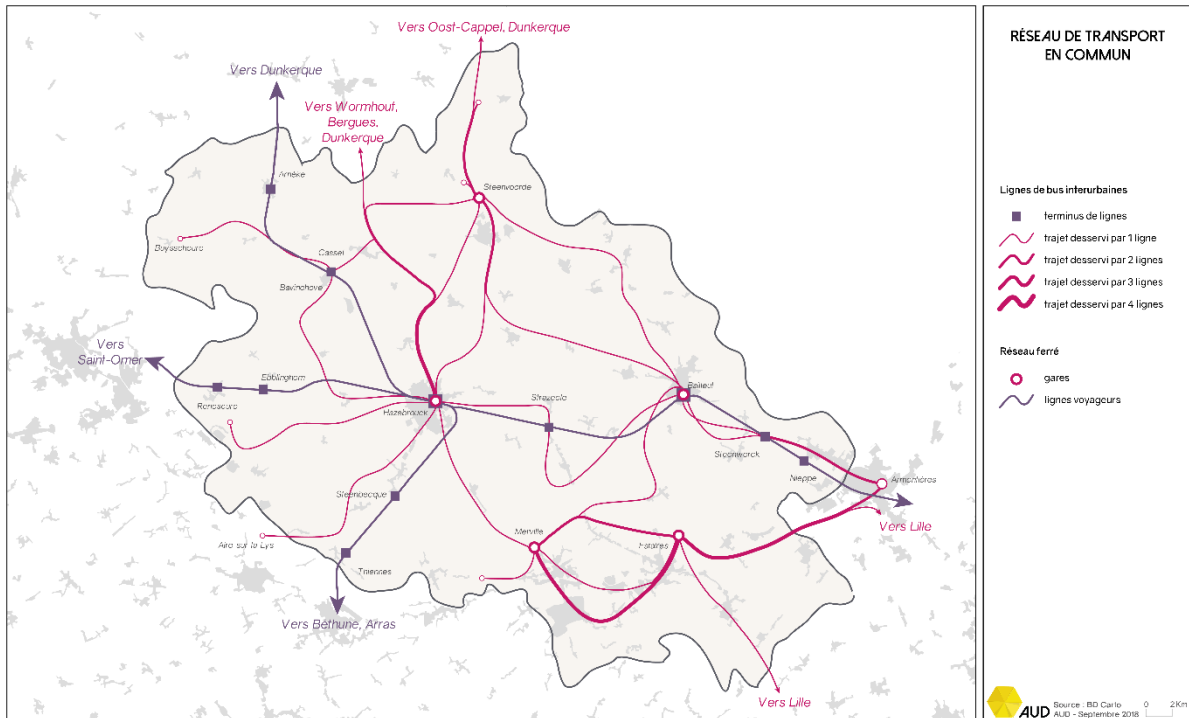 Vers Oost-Cappel, Dunkerque
Vers Dunkerque
Vers Wormhout,
Bergues,
Dunkerque
Arnèke
Steenvoorde
Buysscheure
Cassel
Bavinchove
Vers
Saint-Omer
Ebblinghem
Renescure
Hazebrouck
Strazeele
Bailleul
Steenwerck
Nieppe
Armentières
Vers Lille
Steenbecque
Aire sur la Lys
Thiennes
Merville
Estaires
Vers Béthune, Arras
Vers Lille
RÉSEAU DE TRANSPORT
EN COMMUN
Lignes de bus interurbaines
terminus de lignes
trajet desservi par 1 ligne
trajet desservi par 2 lignes
trajet desservi par 3 lignes
trajet desservi par 4 lignes
Réseau ferré
gares
lignes voyageurs
AUD
Source : BD Carto
AUD - Septembre 2018
0 2Km